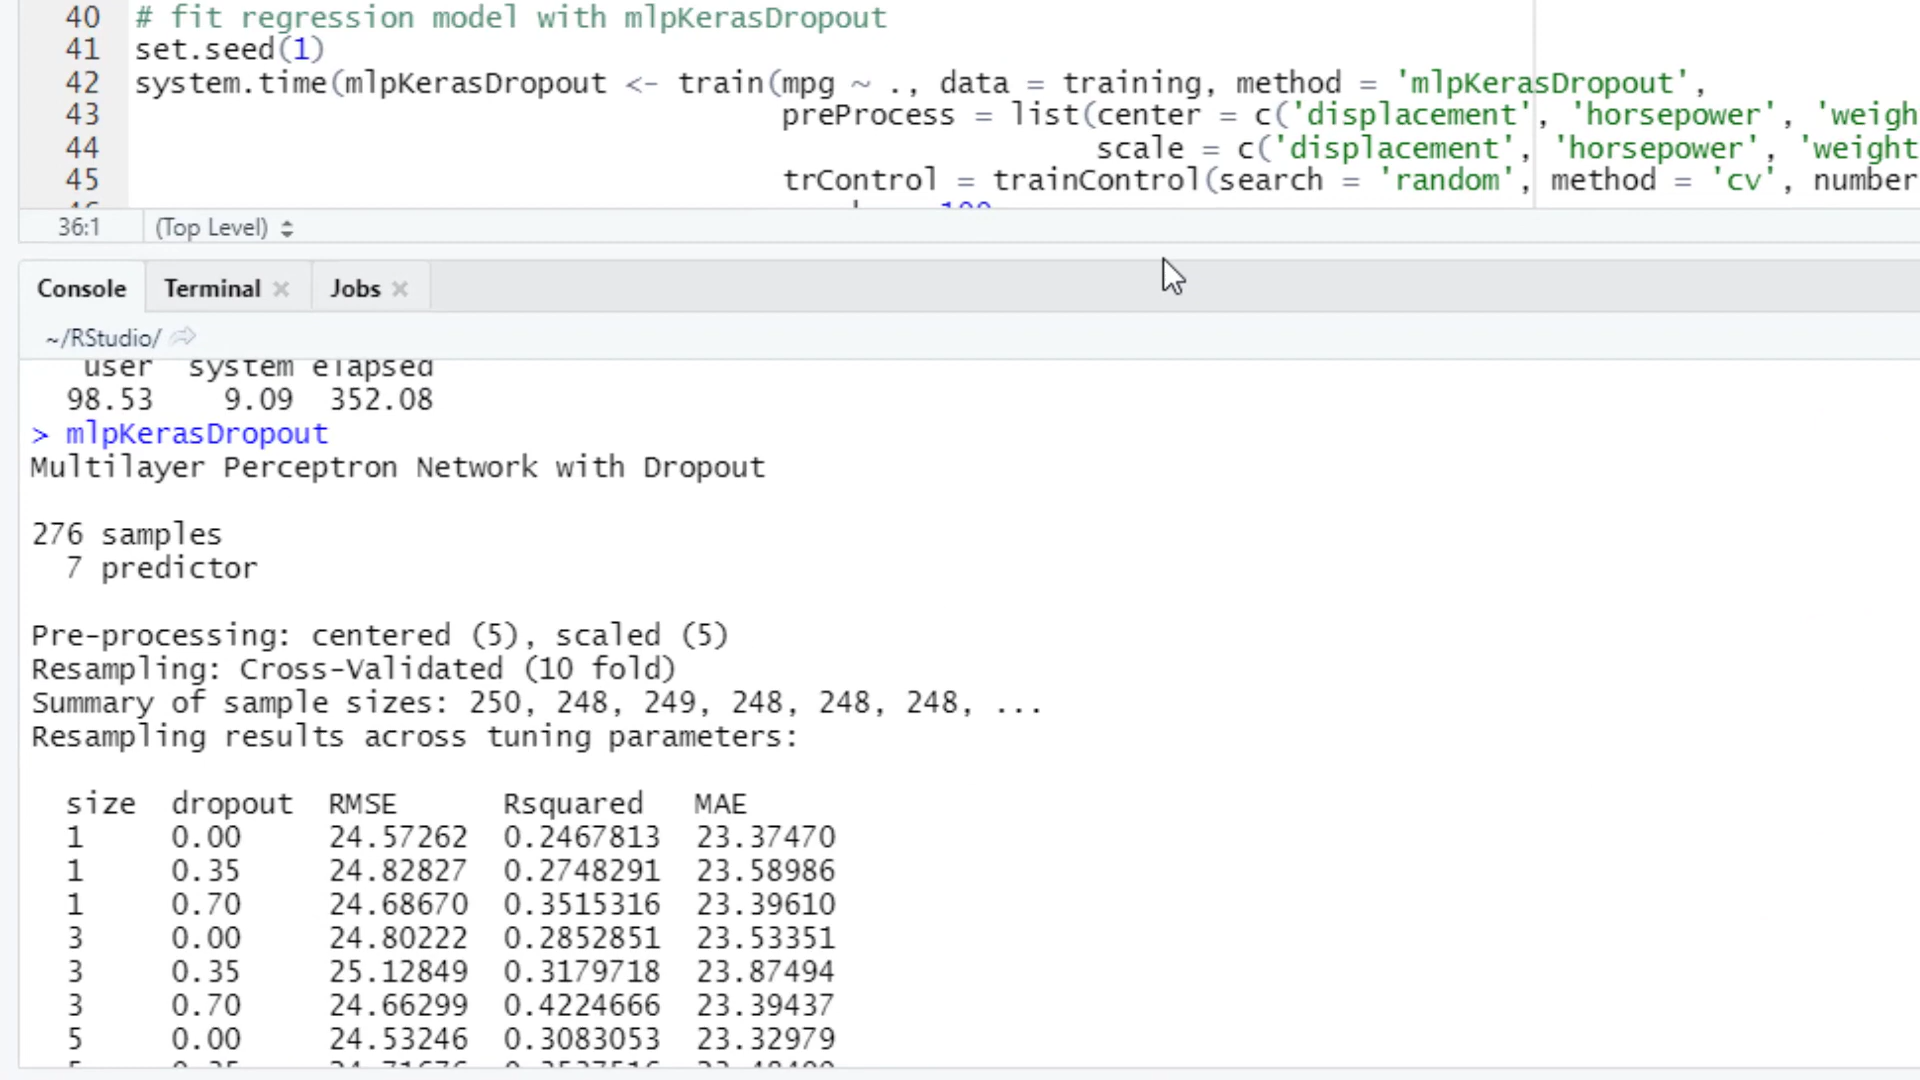 40 # fit regression model with mlpKerasDropout
41 set.seed(1)
42 system.time(mlpKerasDropout <- train(mpg ~ ., data = training, method = 'mlpKerasDropout',
43 preProcess = list(center = c('displacement', 'horsepower', 'weigh
44 scale = c('displacement', 'horsepower', 'weight
45 trControl = trainControl(search = 'random', method = 'cv', number
36:1 (Top Level)
Console Terminal Jobs
~/RStudio/
user system elapsed
98.53 9.09 352.08
> mlpKerasDropout
Multilayer Perceptron Network with Dropout
276 samples
7 predictor
Pre-processing: centered (5), scaled (5)
Resampling: Cross-Validated (10 fold)
Summary of sample sizes: 250, 248, 249, 248, 248, 248, ...
Resampling results across tuning parameters:
size dropout RMSE Rsquared MAE
1 0.00 24.57262 0.2467813 23.37470
1 0.35 24.82827 0.2748291 23.58986
1 0.70 24.68670 0.3515316 23.39610
3 0.00 24.80222 0.2852851 23.53351
3 0.35 25.12849 0.3179718 23.87494
3 0.70 24.66299 0.4224666 23.39437
5 0.00 24.53246 0.3083053 23.32979